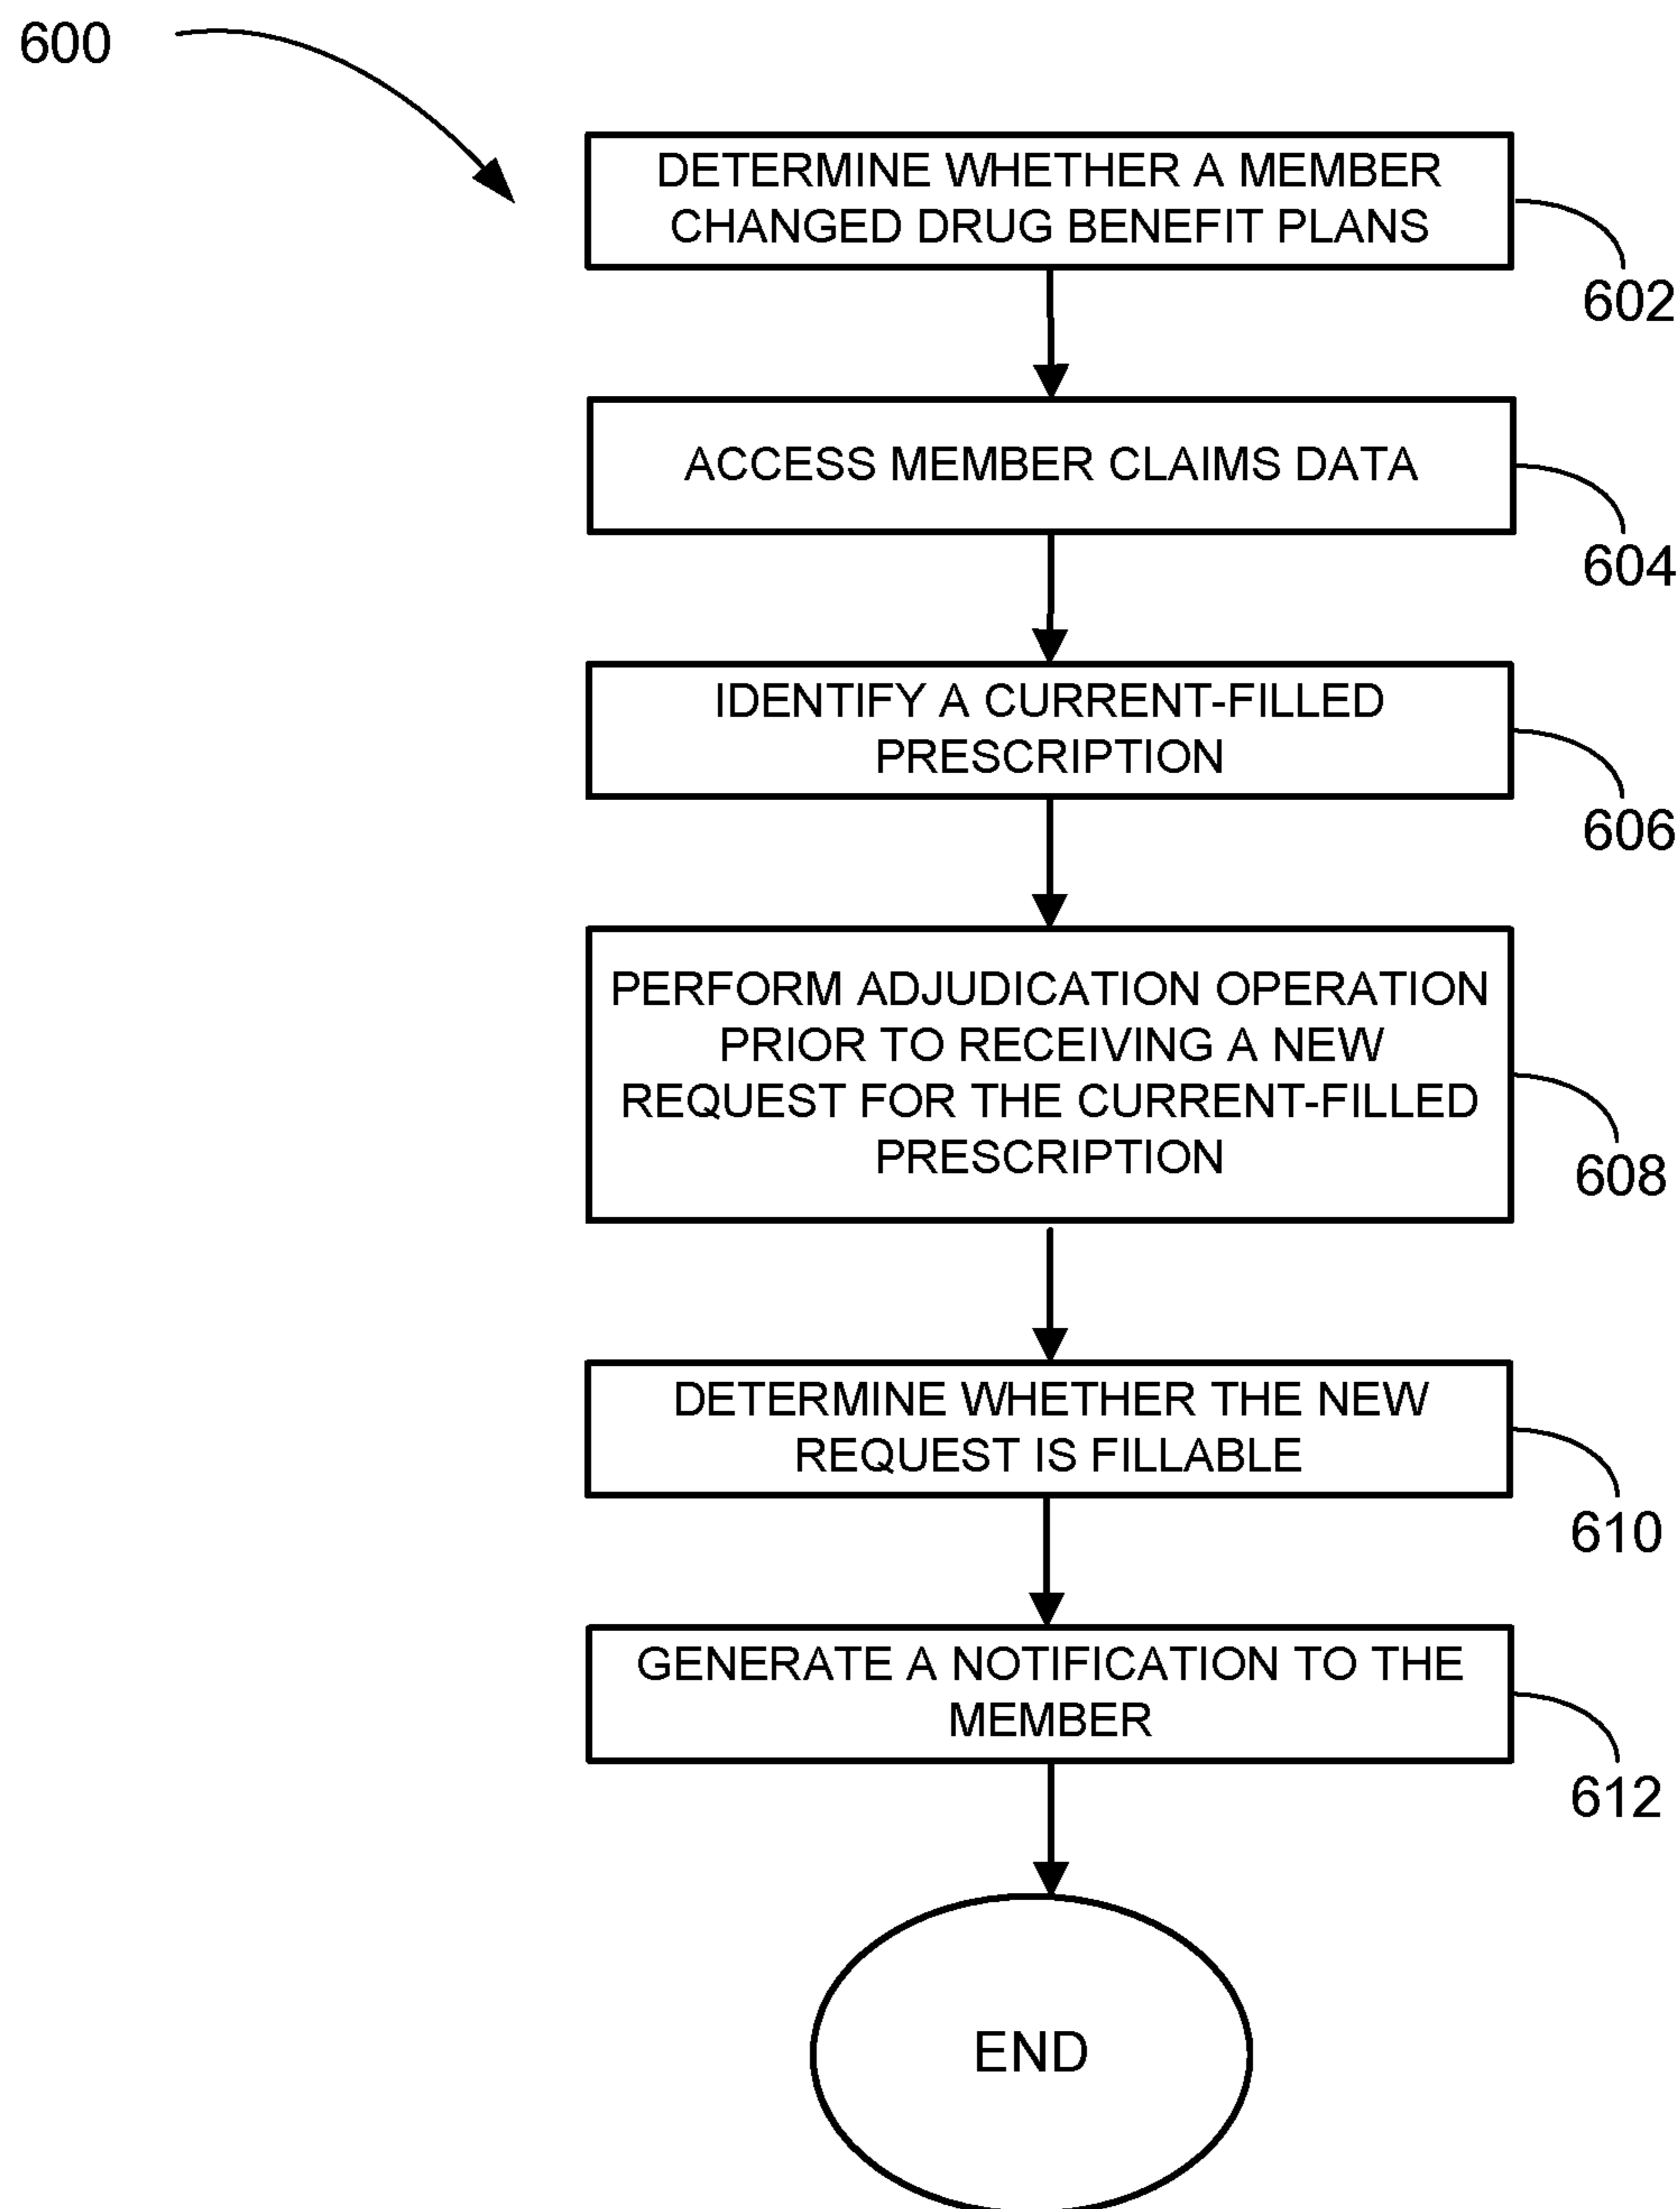 600
DETERMINE WHETHER A MEMBER
CHANGED DRUG BENEFIT PLANS
602
ACCESS MEMBER CLAIMS DATA
604
IDENTIFY A CURRENT-FILLED
PRESCRIPTION
606
PERFORM ADJUDICATION OPERATION
PRIOR TO RECEIVING A NEW
REQUEST FOR THE CURRENT-FILLED
PRESCRIPTION
608
DETERMINE WHETHER THE NEW
REQUEST IS FILLABLE
610
GENERATE A NOTIFICATION TO THE
MEMBER
612
END